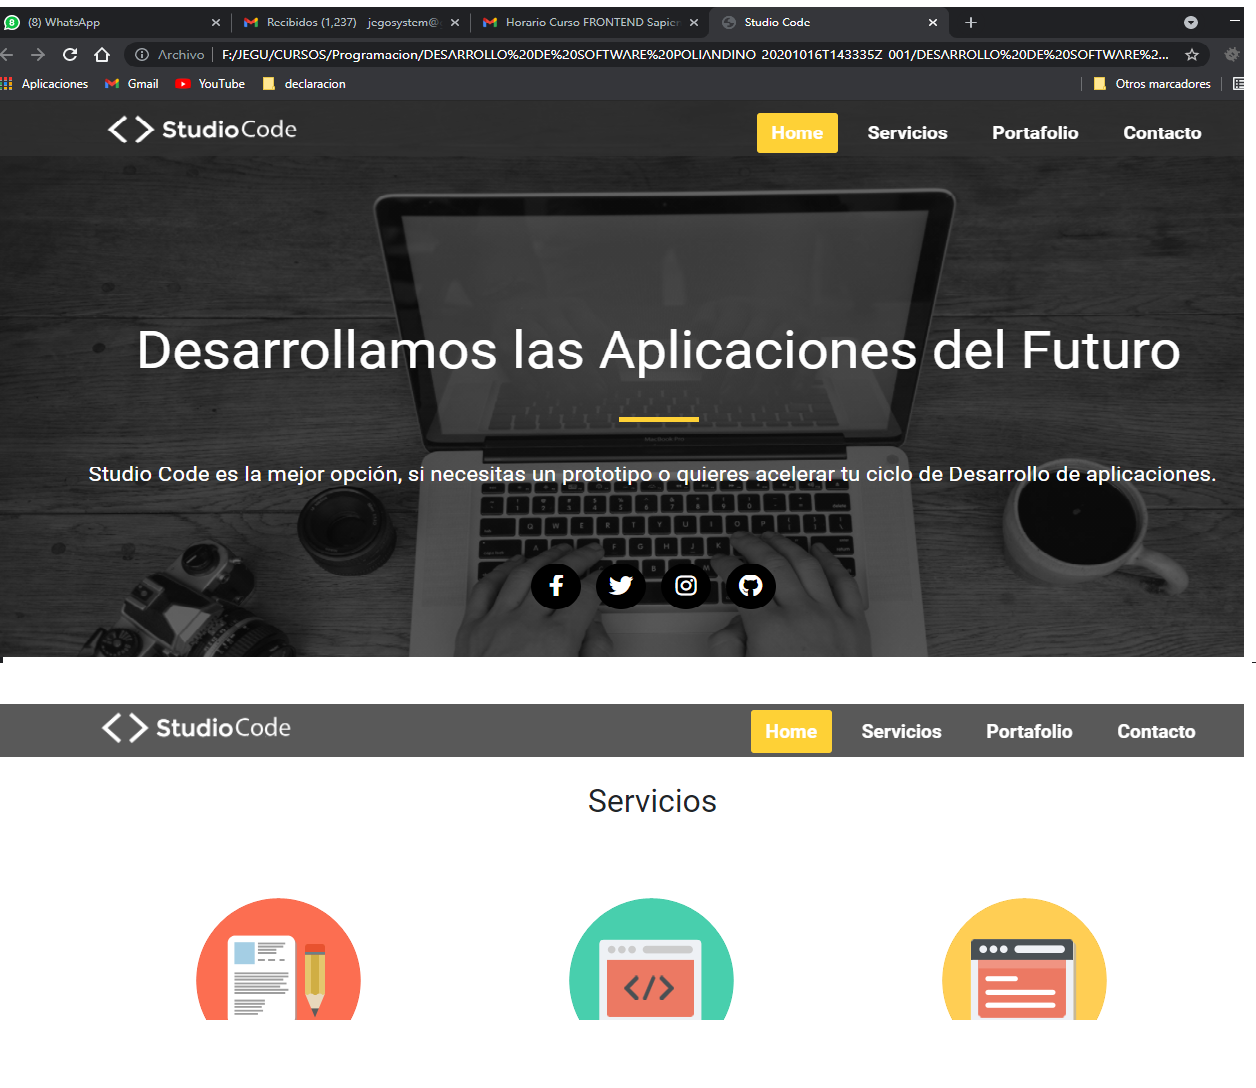 (8) WhatsApp
Recibidos (1,237)
Horario Curso FRONTEND Sapien
Studio Code
Archivo
F:/JEGU/CURSOS/Programacion/DESARROLLO%20DE%20SOFTWARE%20POLIANDINO 20201016T143335Z 001/DESARROLLO%20DE%20SOFTWARE%2...
Aplicaciones
Gmail
YouTube
declaracion
Otros marcadores
StudioCode
Home
Servicios
Portafolio
Contacto
Desarrollamos las Aplicaciones del Futuro
MacBook Pro
Studio Code es la mejor opción, si necesitas un prototipo o quieres acelerar tu ciclo de Desarrollo de aplicaciones.
StudioCode
Home
Servicios
Portafolio
Contacto
Servicios